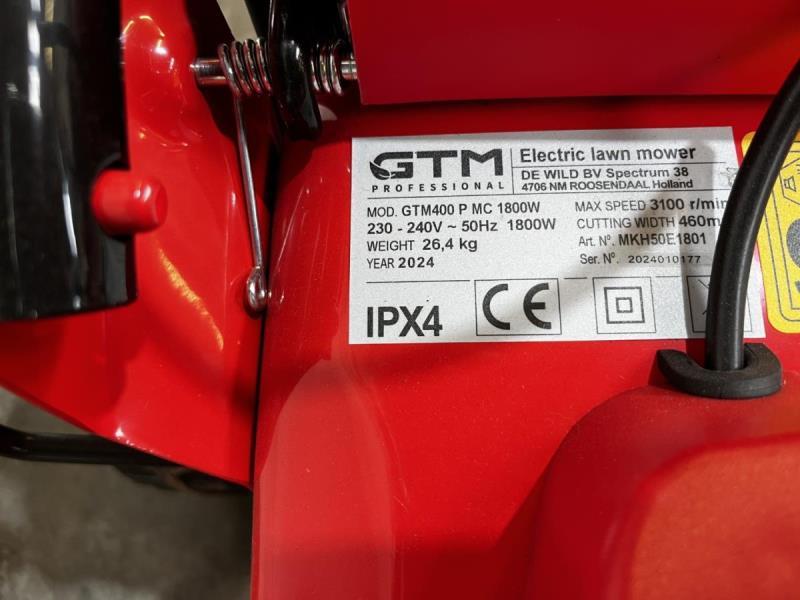 GTM
PROFESSIONAL
Electric lawn mower
DE WILD BV Spectrum 38
4706 NM ROOSENDAAL Holland
MOD. GTM400 P MC 1800W
230 - 240V ~ 50Hz 1800W
WEIGHT 26,4 kg
YEAR 2024
MAX SPEED 3100 r/min
CUTTING WIDTH 460m
Art. Nº. MKH50E1801
Ser. Nº. 2024010177
IPX4
CE